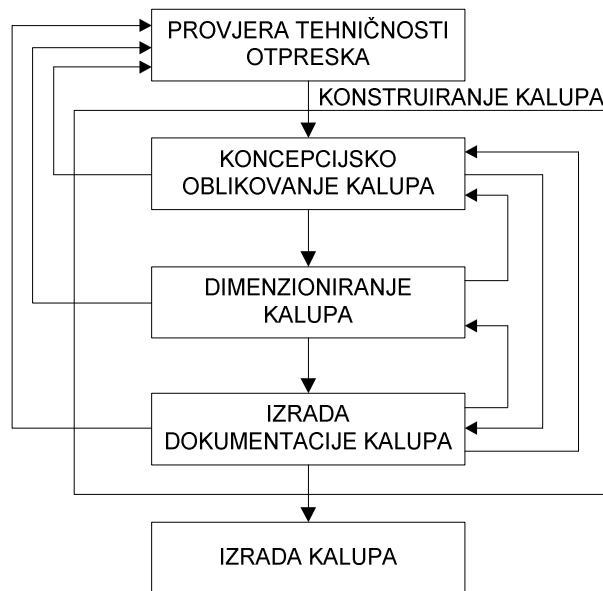 PROVJERA TEHNIČNOSTI
OTPRESKA
KONSTRUIRANJE KALUPA
KONCEPCIJSKO
OBLIKOVANJE KALUPA
DIMENZIONIRANJE
KALUPA
IZRADA
DOKUMENTACIJE KALUPA
IZRADA KALUPA